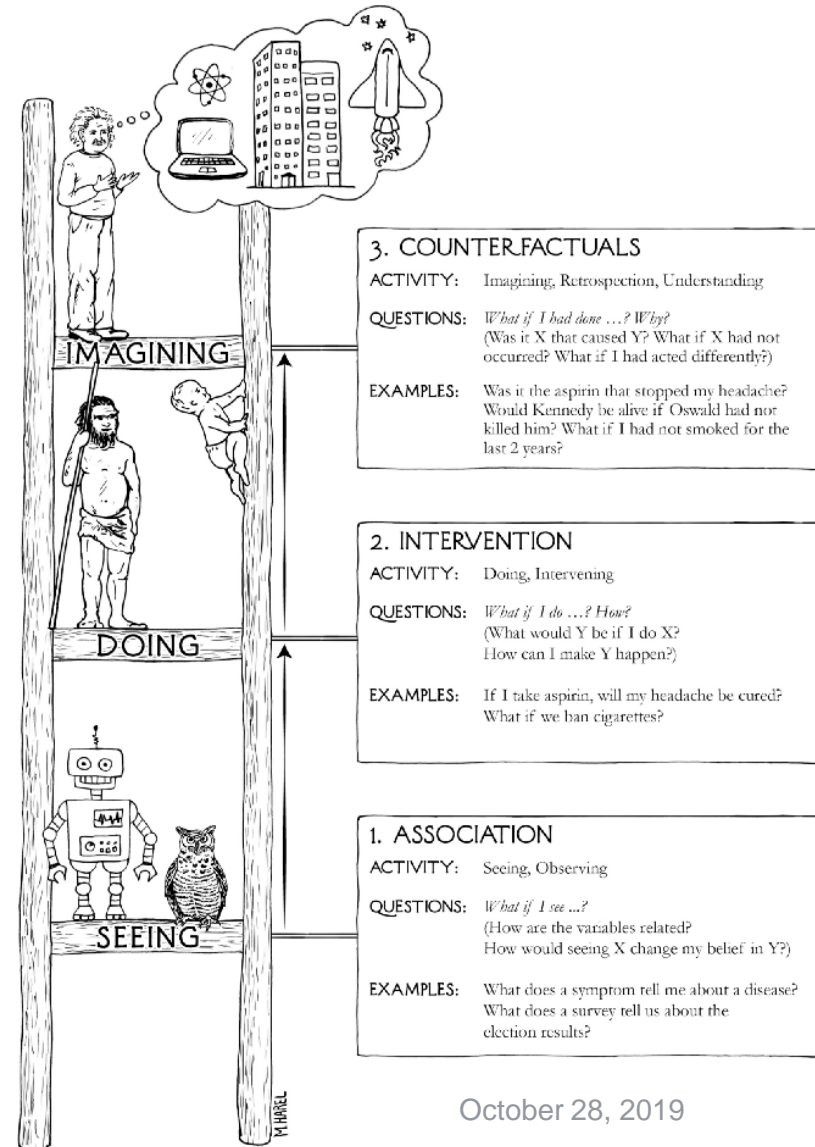 IMAGINING
DOING
SEEING
3. COUNTERFACTUALS
ACTIVITY: Imagining, Retrospection, Understanding
QUESTIONS: What if I had done …? Why?
(Was it X that caused Y? What if X had not
occurred? What if I had acted differently?)
EXAMPLES: Was it the aspirin that stopped my headache?
Would Kennedy be alive if Oswald had not
killed him? What if I had not smoked for the
last 2 years?
2. INTERVENTION
ACTIVITY: Doing, Intervening
QUESTIONS: What if I do …? How?
(What would Y be if I do X?
How can I make Y happen?)
EXAMPLES: If I take aspirin, will my headache be cured?
What if we ban cigarettes?
1. ASSOCIATION
ACTIVITY: Seeing, Observing
QUESTIONS: What if I see ...?
(How are the variables related?
How would seeing X change my belief in Y?)
EXAMPLES: What does a symptom tell me about a disease?
What does a survey tell us about the
election results?
M HAREL
October 28, 2019